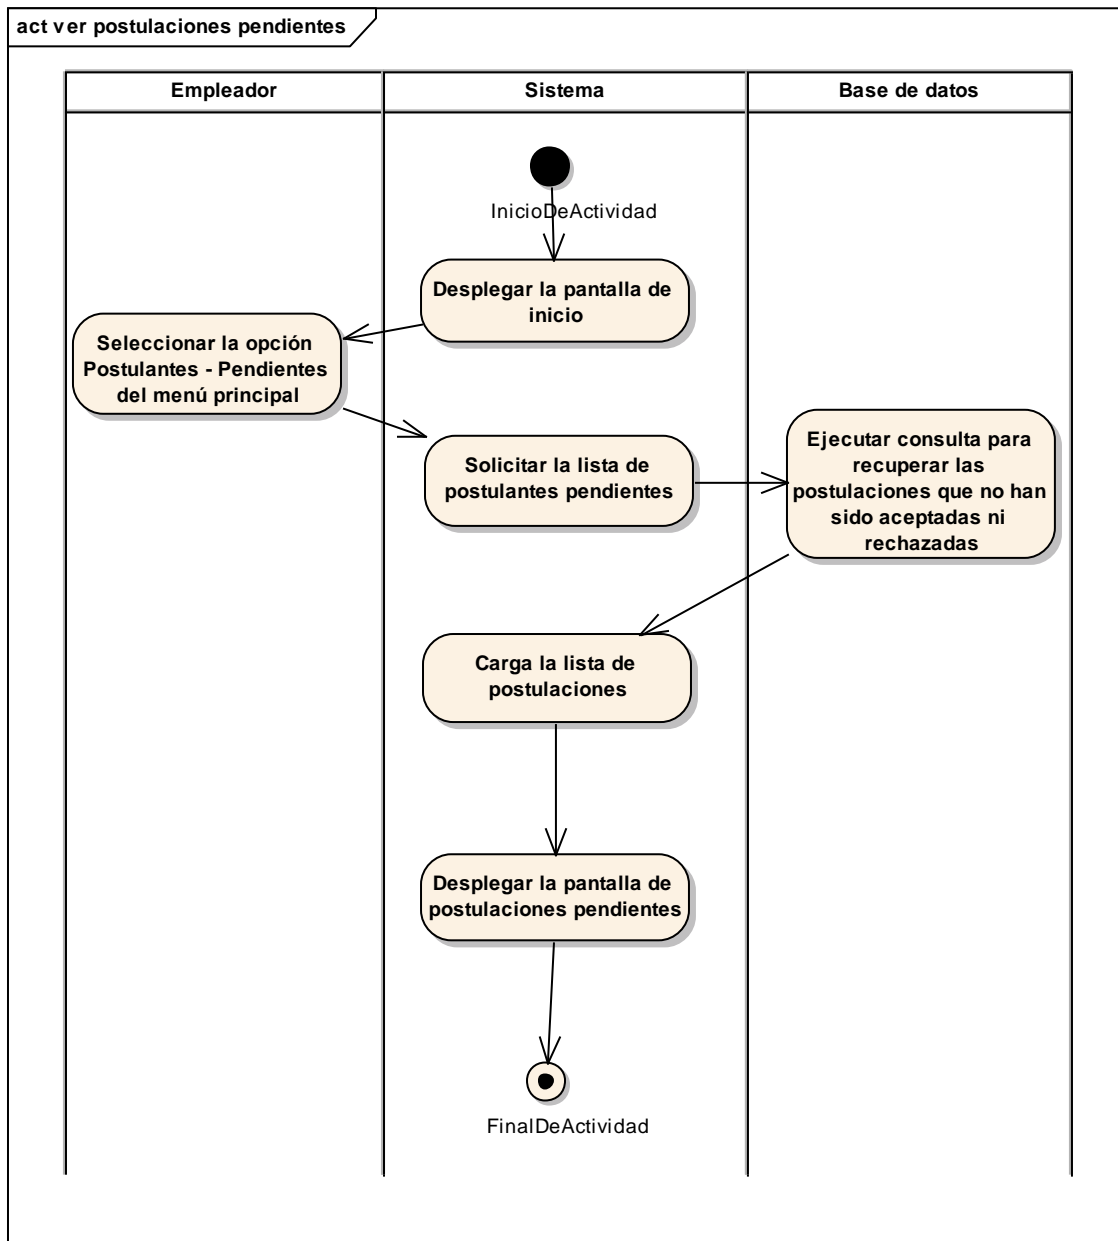 act ver postulaciones pendientes
Empleador
Sistema
Base de datos
InicioDeActividad
Desplegar la pantalla de
inicio
Seleccionar la opción
Postulantes - Pendientes
del menú principal
Solicitar la lista de
postulantes pendientes
Ejecutar consulta para
recuperar las
postulaciones que no han
sido aceptadas ni
rechazadas
Carga la lista de
postulaciones
Desplegar la pantalla de
postulaciones pendientes
FinalDeActividad